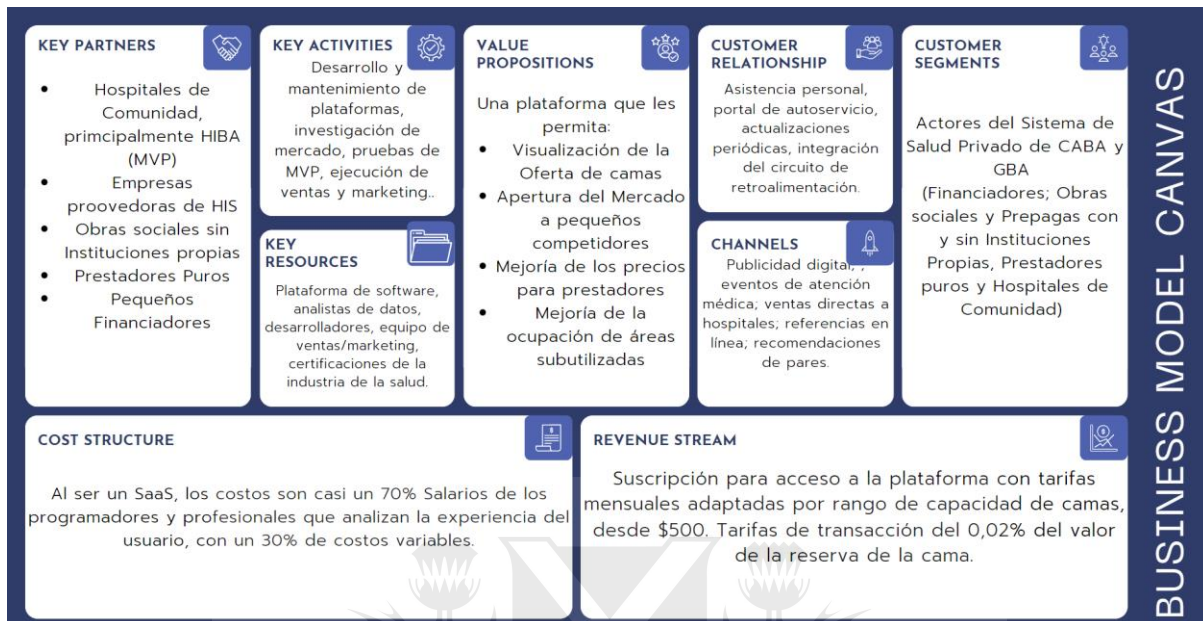 KEY PARTNERS
Hospitales de
Comunidad,
primcipalmente HIBA
(MVP)
Empresas
proovedoras de HIS
Obras sociales sin
Instituciones propias
Prestadores Puros
Pequeños
Financiadores
KEY ACTIVITIES
Desarrollo y
mantenimiento de
plataformas,
investigación de
mercado, pruebas de
MVP, ejecución de
ventas y marketing..
KEY
RESOURCES
Plataforma de software,
analistas de datos,
desarrolladores, equipo de
ventas/marketing,
certificaciones de la
industria de la salud.
VALUE
PROPOSITIONS
Una plataforma que les
permita:
Visualización de la
Oferta de camas
Apertura del Mercado
a pequeños
competidores
Mejoría de los precios
para prestadores
Mejoría de la
ocupación de áreas
subutilizadas
CUSTOMER
RELATIONSHIP
Asistencia personal,
portal de autoservicio,
actualizaciones
periódicas, integración
del circuito de
retroalimentación.
CHANNELS
Publicidad digital, ;
eventos de atención
médica; ventas directas a
hospitales; referencias en
línea; recomendaciones
de pares.
CUSTOMER
SEGMENTS
Actores del Sistema de
Salud Privado de CABA y
GBA
(Financiadores; Obras
sociales y Prepagas con
y sin Instituciones
Propias, Prestadores
puros y Hospitales de
Comunidad)
COST STRUCTURE
Al ser un SaaS, los costos son casi un 70% Salarios de los
programadores y profesionales que analizan la experiencia del
usuario, con un 30% de costos variables.
REVENUE STREAM
Suscripción para acceso a la plataforma con tarifas
mensuales adaptadas por rango de capacidad de camas,
desde $500. Tarifas de transacción del 0,02% del valor
de la reserva de la cama.
BUSINESS MODEL CANVAS